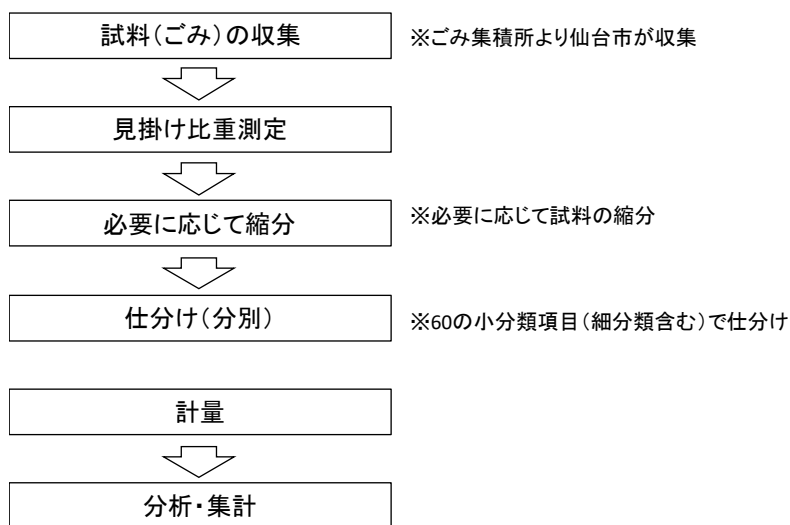 試料（ごみ）の収集
※ごみ集積所より仙台市が収集
見掛け比重測定
必要に応じて縮分
※必要に応じて試料の縮分
仕分け（分別）
※60の小分類項目（細分類含む）で仕分け
計量
分析・集計